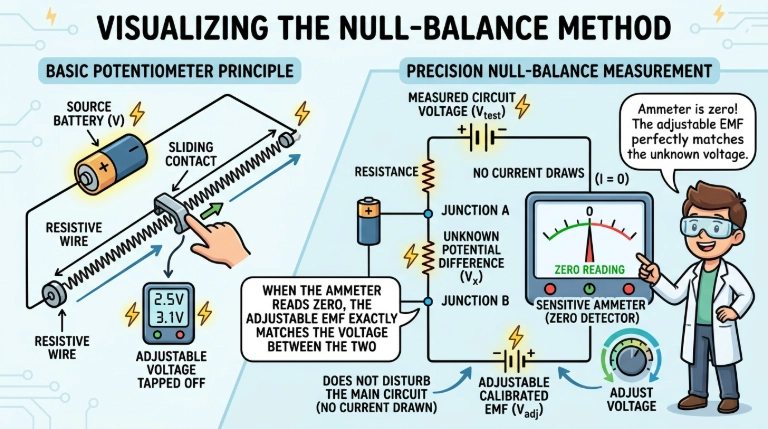 VISUALIZING THE NULL-BALANCE METHOD
BASIC POTENTIOMETER PRINCIPLE
SOURCE
BATTERY (V)
SLIDING
CONTACT
RESISTIVE
WIRE
2.5V
3.1V
RESISTIVE
WIRE
ADJUSTABLE
VOLTAGE
TAPPED OFF
PRECISION NULL-BALANCE MEASUREMENT
MEASURED CIRCUIT
VOLTAGE (Vtest)
+ -
RESISTANCE
NO CURRENT DRAWS
(I = 0)
+
JUNCTION A
UNKNOWN
POTENTIAL
DIFFERENCE
(Vx)
JUNCTION B
0
ZERO READING
SENSITIVE AMMETER
(ZERO DETECTOR)
WHEN THE AMMETER
READS ZERO, THE
ADJUSTABLE EMF EXACTLY
MATCHES THE VOLTAGE
BETWEEN THE TWO
DOES NOT DISTURB
THE MAIN CIRCUIT
(NO CURRENT DRAWN)
- +
ADJUSTABLE
CALIBRATED
EMF (Vadj)
ADJUST
VOLTAGE
Ammeter is zero!
The adjustable EMF
perfectly matches
the unknown voltage.